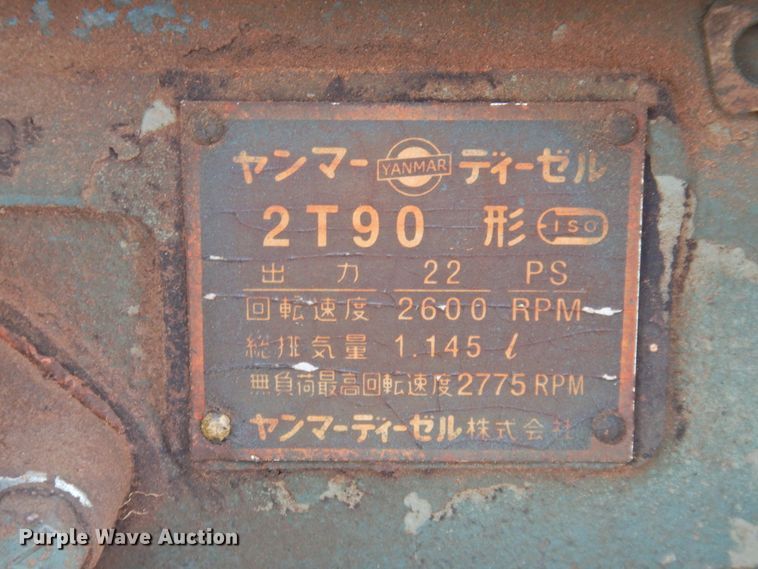 ヤンマー YANMAR ディーゼル
2T90 形 ISO
出力 22 PS
回転速度 2600 RPM
総排気量 1.145 l
無負荷最高回転速度 2775 RPM
ヤンマーディーゼル株式会社
Purple Wave Auction